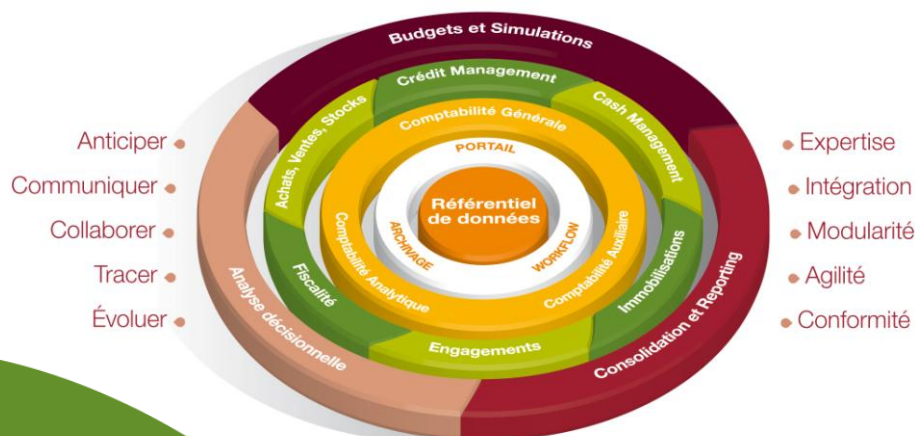 Budgets et Simulations
Crédit Management
Cash Management
Achats, Ventes, Stocks
Comptabilité Générale
PORTAIL
Référentiel
de données
ARCHIVAGE
WORKFLOW
Comptabilité Analytique
Comptabilité Auxiliaire
Fiscalité
Immobilisations
Engagements
Analyse décisionnelle
Consolidation et Reporting
Anticiper
Communiquer
Collaborer
Tracer
Évoluer
Expertise
Intégration
Modularité
Agilité
Conformité